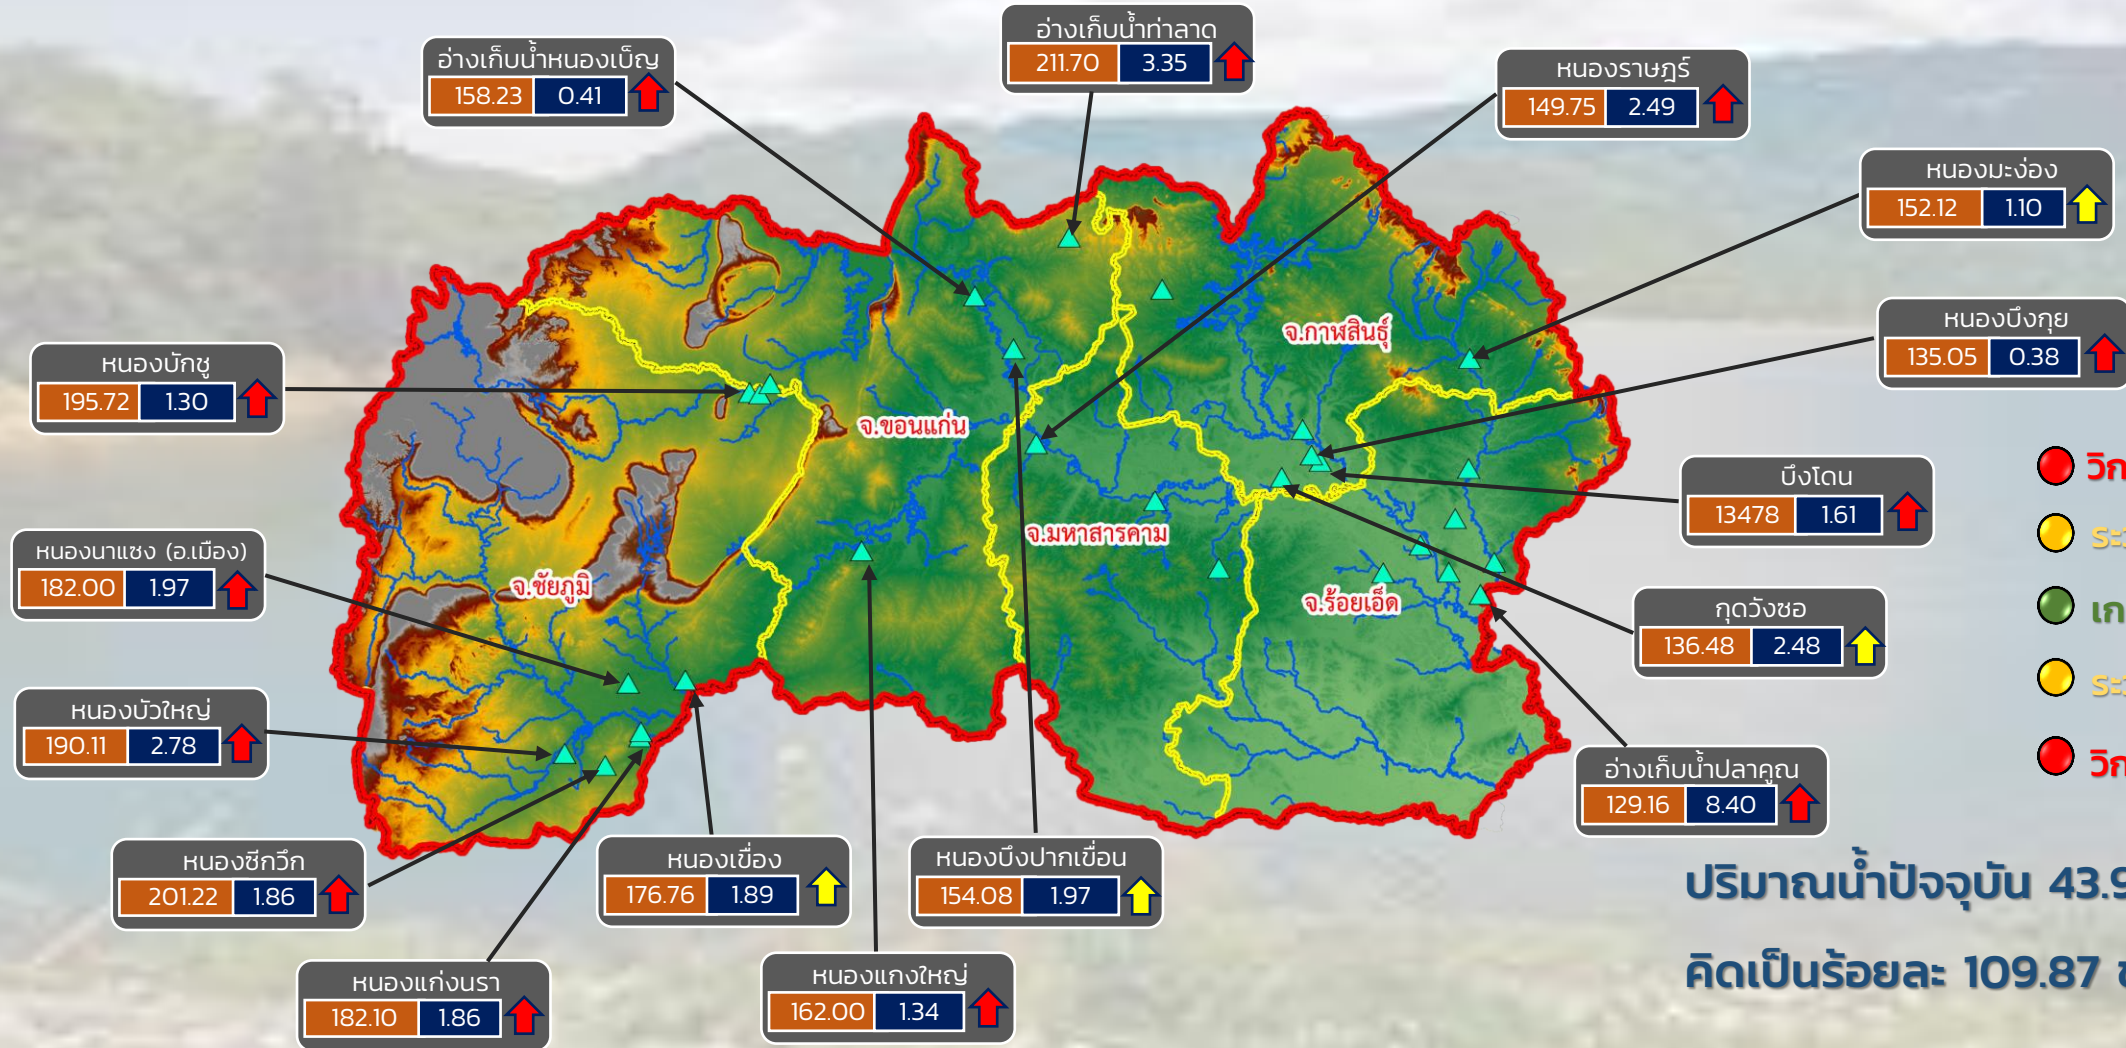 อ่างเก็บน้ำท่าลาด
211.70 3.35
อ่างเก็บน้ำหนองเบ็ญ
158.23 0.41
หนองราษฎร์
149.75 2.49
หนองมะง่อง
152.12 1.10
หนองบึงกุย
135.05 0.38
จ.กาฬสินธุ์
หนองบักชู
195.72 1.30
จ.ขอนแก่น
บึงโดน
13478 1.61
จ.มหาสารคาม
หนองนาแซง (อ.เมือง)
182.00 1.97
จ.ชัยภูมิ
จ.ร้อยเอ็ด
กุดวังซอ
136.48 2.48
หนองบัวใหญ่
190.11 2.78
อ่างเก็บน้ำปลาคูณ
129.16 8.40
หนองซีกวึก
201.22 1.86
หนองเขื่อง
176.76 1.89
หนองบึงปากเขื่อน
154.08 1.97
หนองแก่งนรา
182.10 1.86
หนองแกงใหญ่
162.00 1.34
ปริมาณน้ำปัจจุบัน 43.9
คิดเป็นร้อยละ 109.87